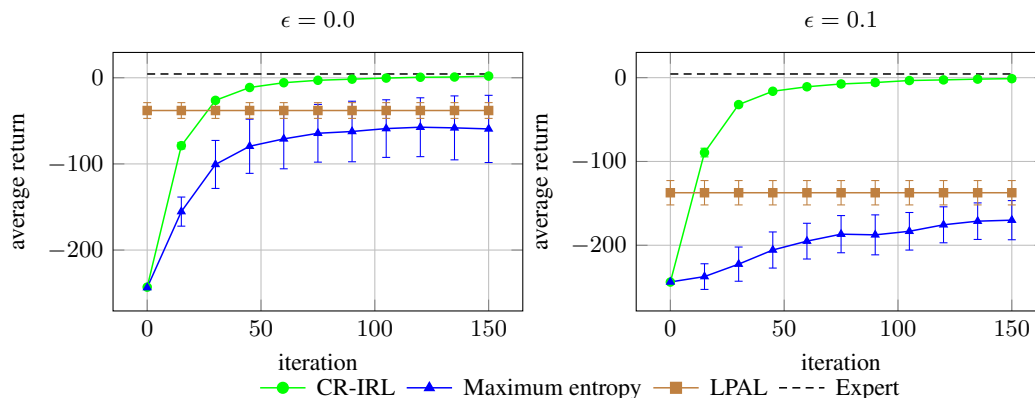 ϵ = 0.0
ϵ = 0.1
average return
0
−100
−200
0
50
100
150
iteration
average return
0
−100
−200
0
50
100
150
iteration
CR-IRL
Maximum entropy
LPAL
Expert